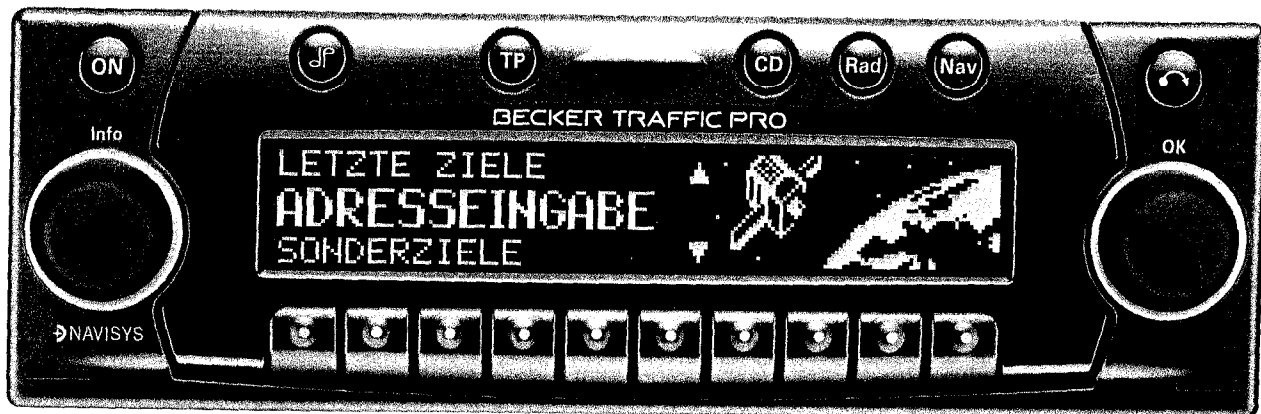 ON
TP
CD
Rad
Nav
BECKER TRAFFIC PRO
Info
OK
LETZTE ZIELE
ADRESSEINGABE
SONDERZIELE
NAVISYS